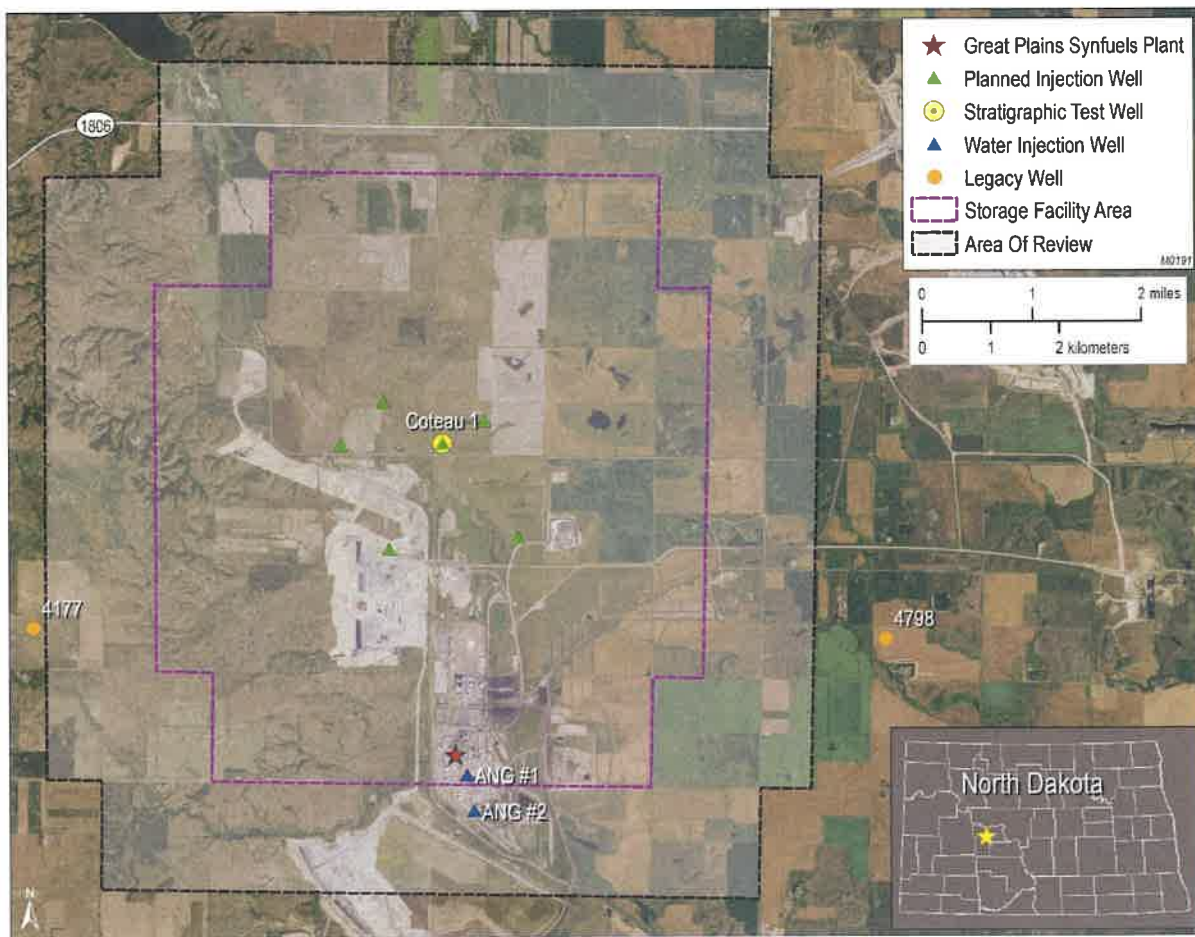 Great Plains Synfuels Plant
Planned Injection Well
Stratigraphic Test Well
Water Injection Well
Legacy Well
Storage Facility Area
Area Of Review
M0191
0 1 2 miles
0 1 2 kilometers
1806
Coteau 1
4177
4798
ANG #1
ANG #2
North Dakota
N